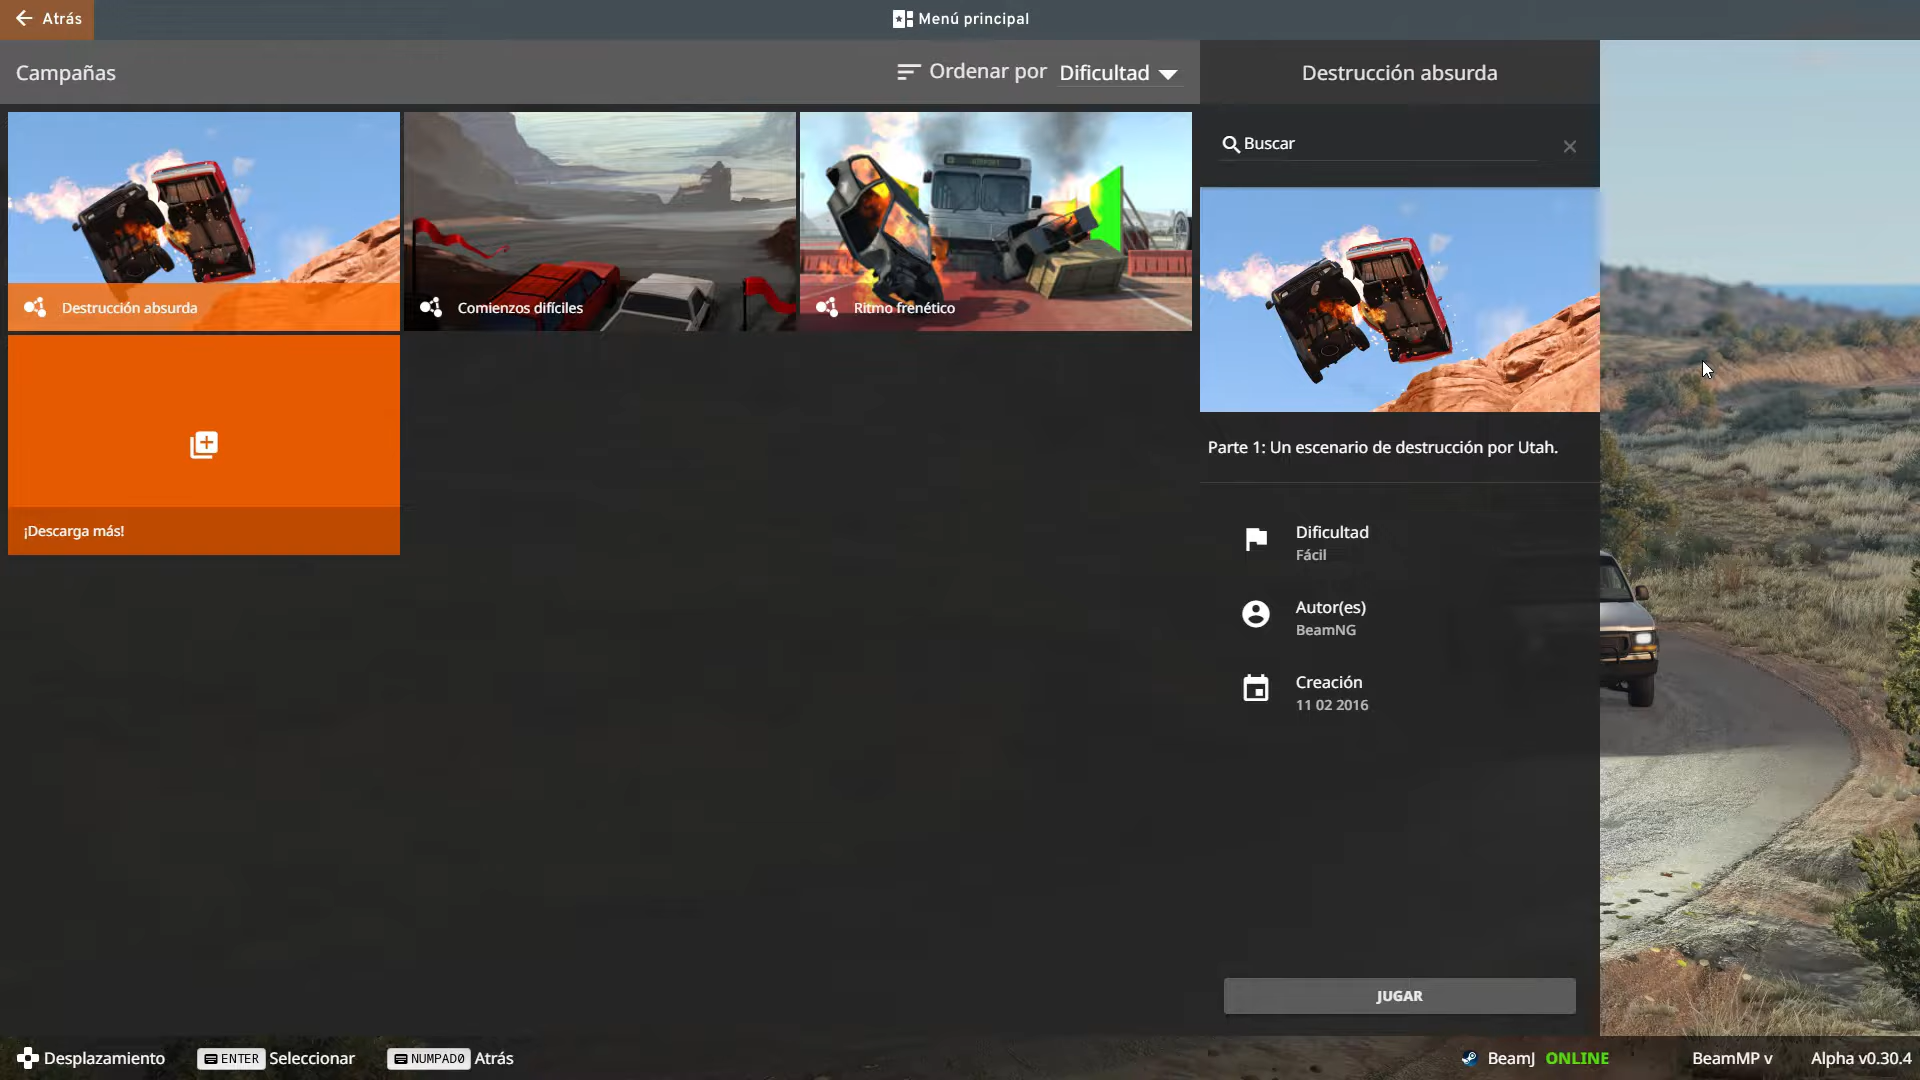 Atrás
Menú principal
Campañas
Ordenar por Dificultad
Destrucción absurda
Buscar
Destrucción absurda
Comienzos difíciles
Ritmo frenético
¡Descarga más!
Parte 1: Un escenario de destrucción por Utah.
Dificultad
Fácil
Autor(es)
BeamNG
Creación
11 02 2016
JUGAR
Desplazamiento
ENTER Seleccionar
NUMPAD0 Atrás
BeamJ ONLINE
BeamMP v
Alpha v0.30.4